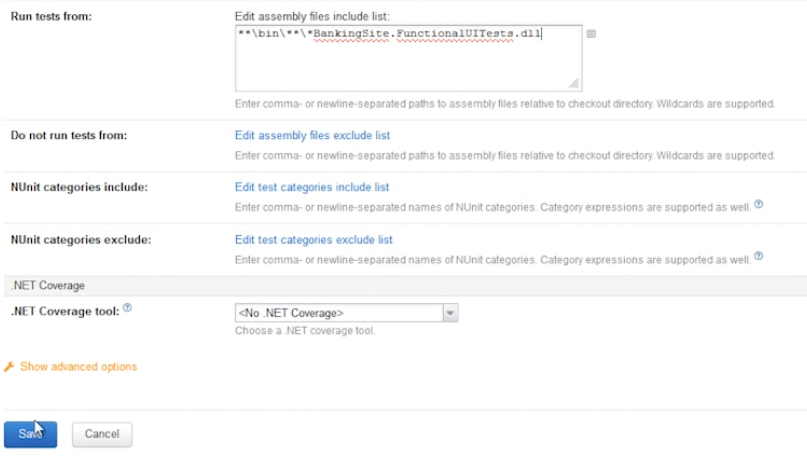 Run tests from:
Edit assembly files include list:
**\bin\**\*BankingSite.FunctionalUITests.dll
Enter comma- or newline-separated paths to assembly files relative to checkout directory. Wildcards are supported.
Do not run tests from:
Edit assembly files exclude list
Enter comma- or newline-separated paths to assembly files relative to checkout directory. Wildcards are supported.
NUnit categories include:
Edit test categories include list
Enter comma- or newline-separated names of NUnit categories. Category expressions are supported as well. ?
NUnit categories exclude:
Edit test categories exclude list
Enter comma- or newline-separated names of NUnit categories. Category expressions are supported as well. ?
.NET Coverage
.NET Coverage tool: ?
<No .NET Coverage>
Choose a .NET coverage tool.
Show advanced options
Save
Cancel